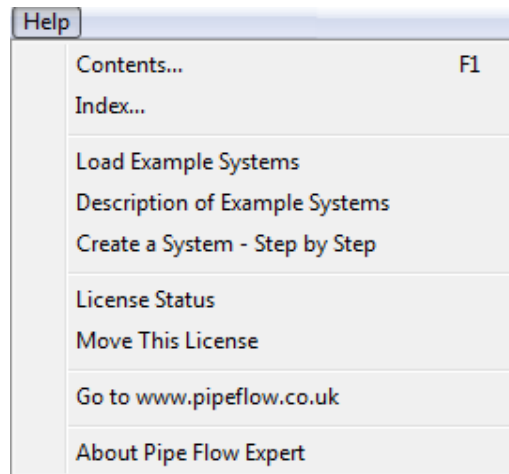 Help
Contents... F1
Index...
Load Example Systems
Description of Example Systems
Create a System - Step by Step
License Status
Move This License
Go to www.pipeflow.co.uk
About Pipe Flow Expert